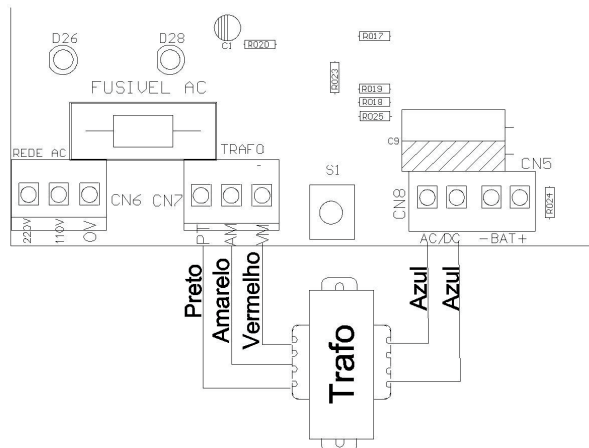 D26
D28
C1
R020
R017
R023
R019
R018
R025
FUSIVEL AC
REDE AC
TRAFO
C9
CN5
S1
CN6
CN7
CN8
R024
220V
110V
0V
PT
AM
VM
AC/DC
-BAT+
Preto
Amarelo
Vermelho
Azul
Azul
Trafo